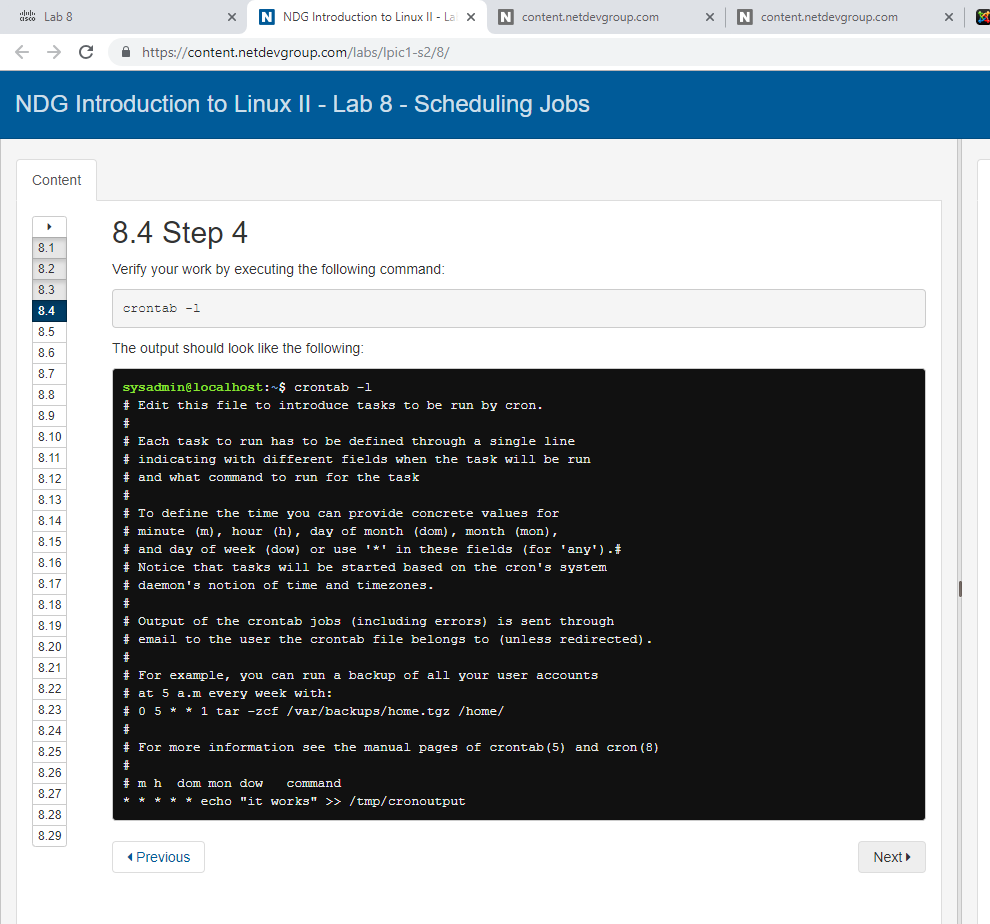 cisco
Lab 8
N
NDG Introduction to Linux II - La
N
content.netdevgroup.com
N
content.netdevgroup.com
https://content.netdevgroup.com/labs/lpic1-s2/8/
NDG Introduction to Linux II - Lab 8 - Scheduling Jobs
Content
8.1
8.2
8.3
8.4
8.5
8.6
8.7
8.8
8.9
8.10
8.11
8.12
8.13
8.14
8.15
8.16
8.17
8.18
8.19
8.20
8.21
8.22
8.23
8.24
8.25
8.26
8.27
8.28
8.29
8.4 Step 4
Verify your work by executing the following command:
crontab -l
The output should look like the following:
sysadmin@localhost:~$ crontab -l
# Edit this file to introduce tasks to be run by cron.
#
# Each task to run has to be defined through a single line
# indicating with different fields when the task will be run
# and what command to run for the task
#
# To define the time you can provide concrete values for
# minute (m), hour (h), day of month (dom), month (mon),
# and day of week (dow) or use '*' in these fields (for 'any').#
# Notice that tasks will be started based on the cron's system
# daemon's notion of time and timezones.
#
# Output of the crontab jobs (including errors) is sent through
# email to the user the crontab file belongs to (unless redirected).
#
# For example, you can run a backup of all your user accounts
# at 5 a.m every week with:
# 0 5 * * 1 tar -zcf /var/backups/home.tgz /home/
#
# For more information see the manual pages of crontab(5) and cron(8)
#
# m h  dom mon dow   command
* * * * * echo "it works" >> /tmp/cronoutput
Previous
Next